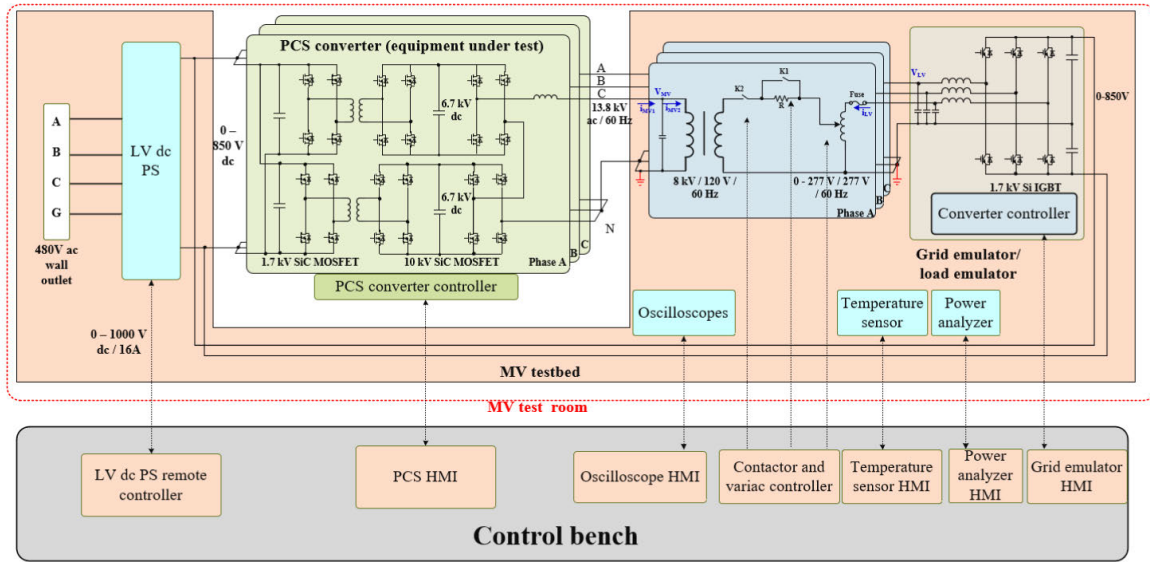 PCS converter (equipment under test)
A
B
C
G
480V ac
wall
outlet
LV dc
PS
0 –
850 V
dc
6.7 kV
dc
6.7 kV
dc
1.7 kV SiC MOSFET
10 kV SiC MOSFET
Phase A
B
C
PCS converter controller
A
B
C
13.8 kV
ac / 60 Hz
N
V_MV
i_MV1
i_MV2
K2
K1
R
8 kV / 120 V /
60 Hz
0 - 277 V / 277 V
/ 60 Hz
Phase A
B
C
Fuse
i_LV
V_LV
0-850V
1.7 kV Si IGBT
Converter controller
Grid emulator/
load emulator
Oscilloscopes
Temperature
sensor
Power
analyzer
0 – 1000 V
dc / 16A
MV testbed
MV test room
LV dc PS remote
controller
PCS HMI
Oscilloscope HMI
Contactor and
variac controller
Temperature
sensor HMI
Power
analyzer
HMI
Grid emulator
HMI
Control bench